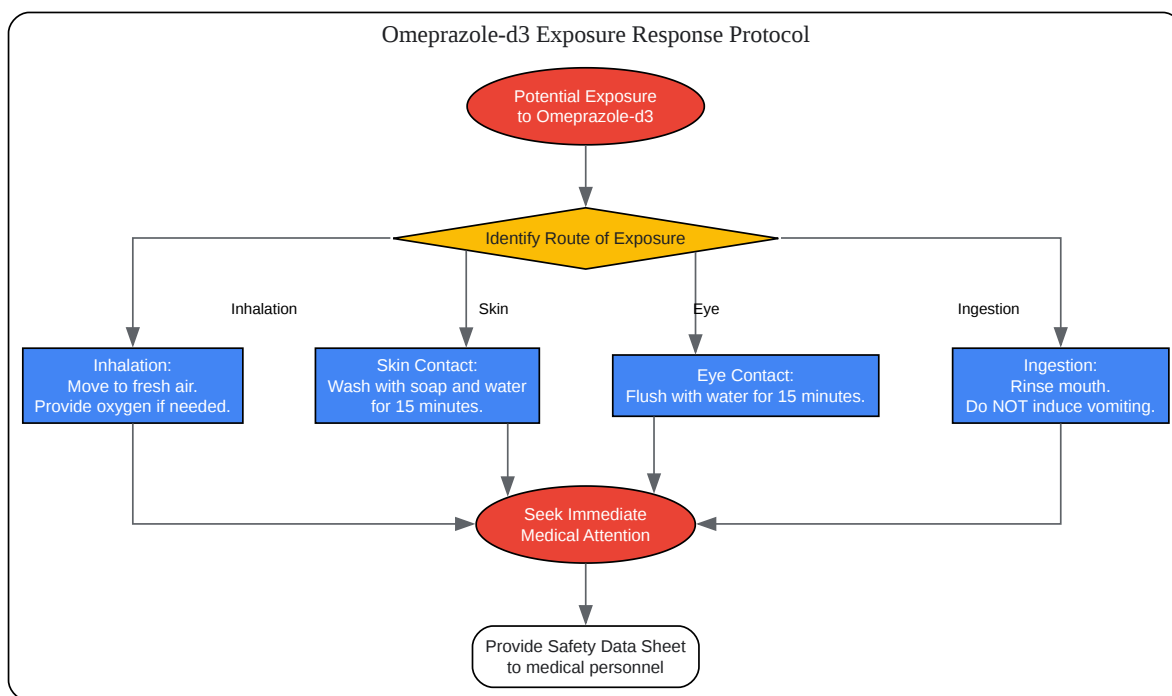 Omeprazole-d3 Exposure Response Protocol
Potential Exposure
to Omeprazole-d3
Identify Route of Exposure
Inhalation
Skin
Eye
Ingestion
Inhalation:
Move to fresh air.
Provide oxygen if needed.
Skin Contact:
Wash with soap and water
for 15 minutes.
Eye Contact:
Flush with water for 15 minutes.
Ingestion:
Rinse mouth.
Do NOT induce vomiting.
Seek Immediate
Medical Attention
Provide Safety Data Sheet
to medical personnel